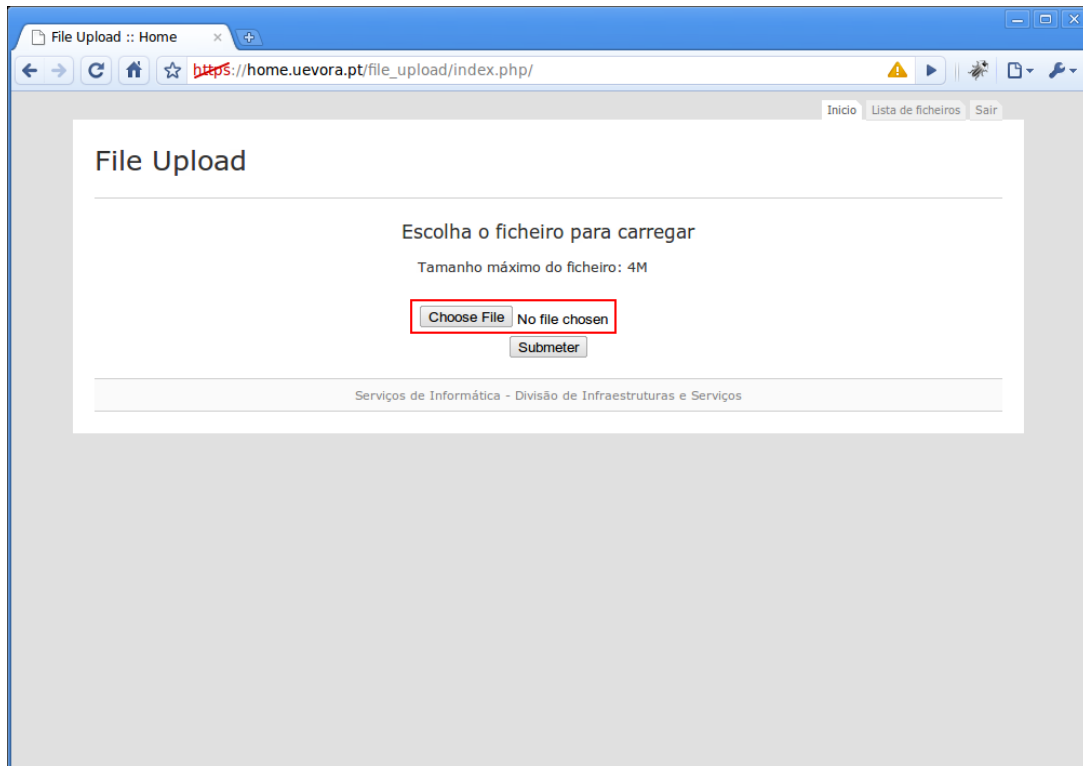 File Upload :: Home
https://home.uevora.pt/file_upload/index.php/
Inicio Lista de ficheiros Sair
File Upload
Escolha o ficheiro para carregar
Tamanho máximo do ficheiro: 4M
Choose File No file chosen
Submeter
Serviços de Informática - Divisão de Infraestruturas e Serviços